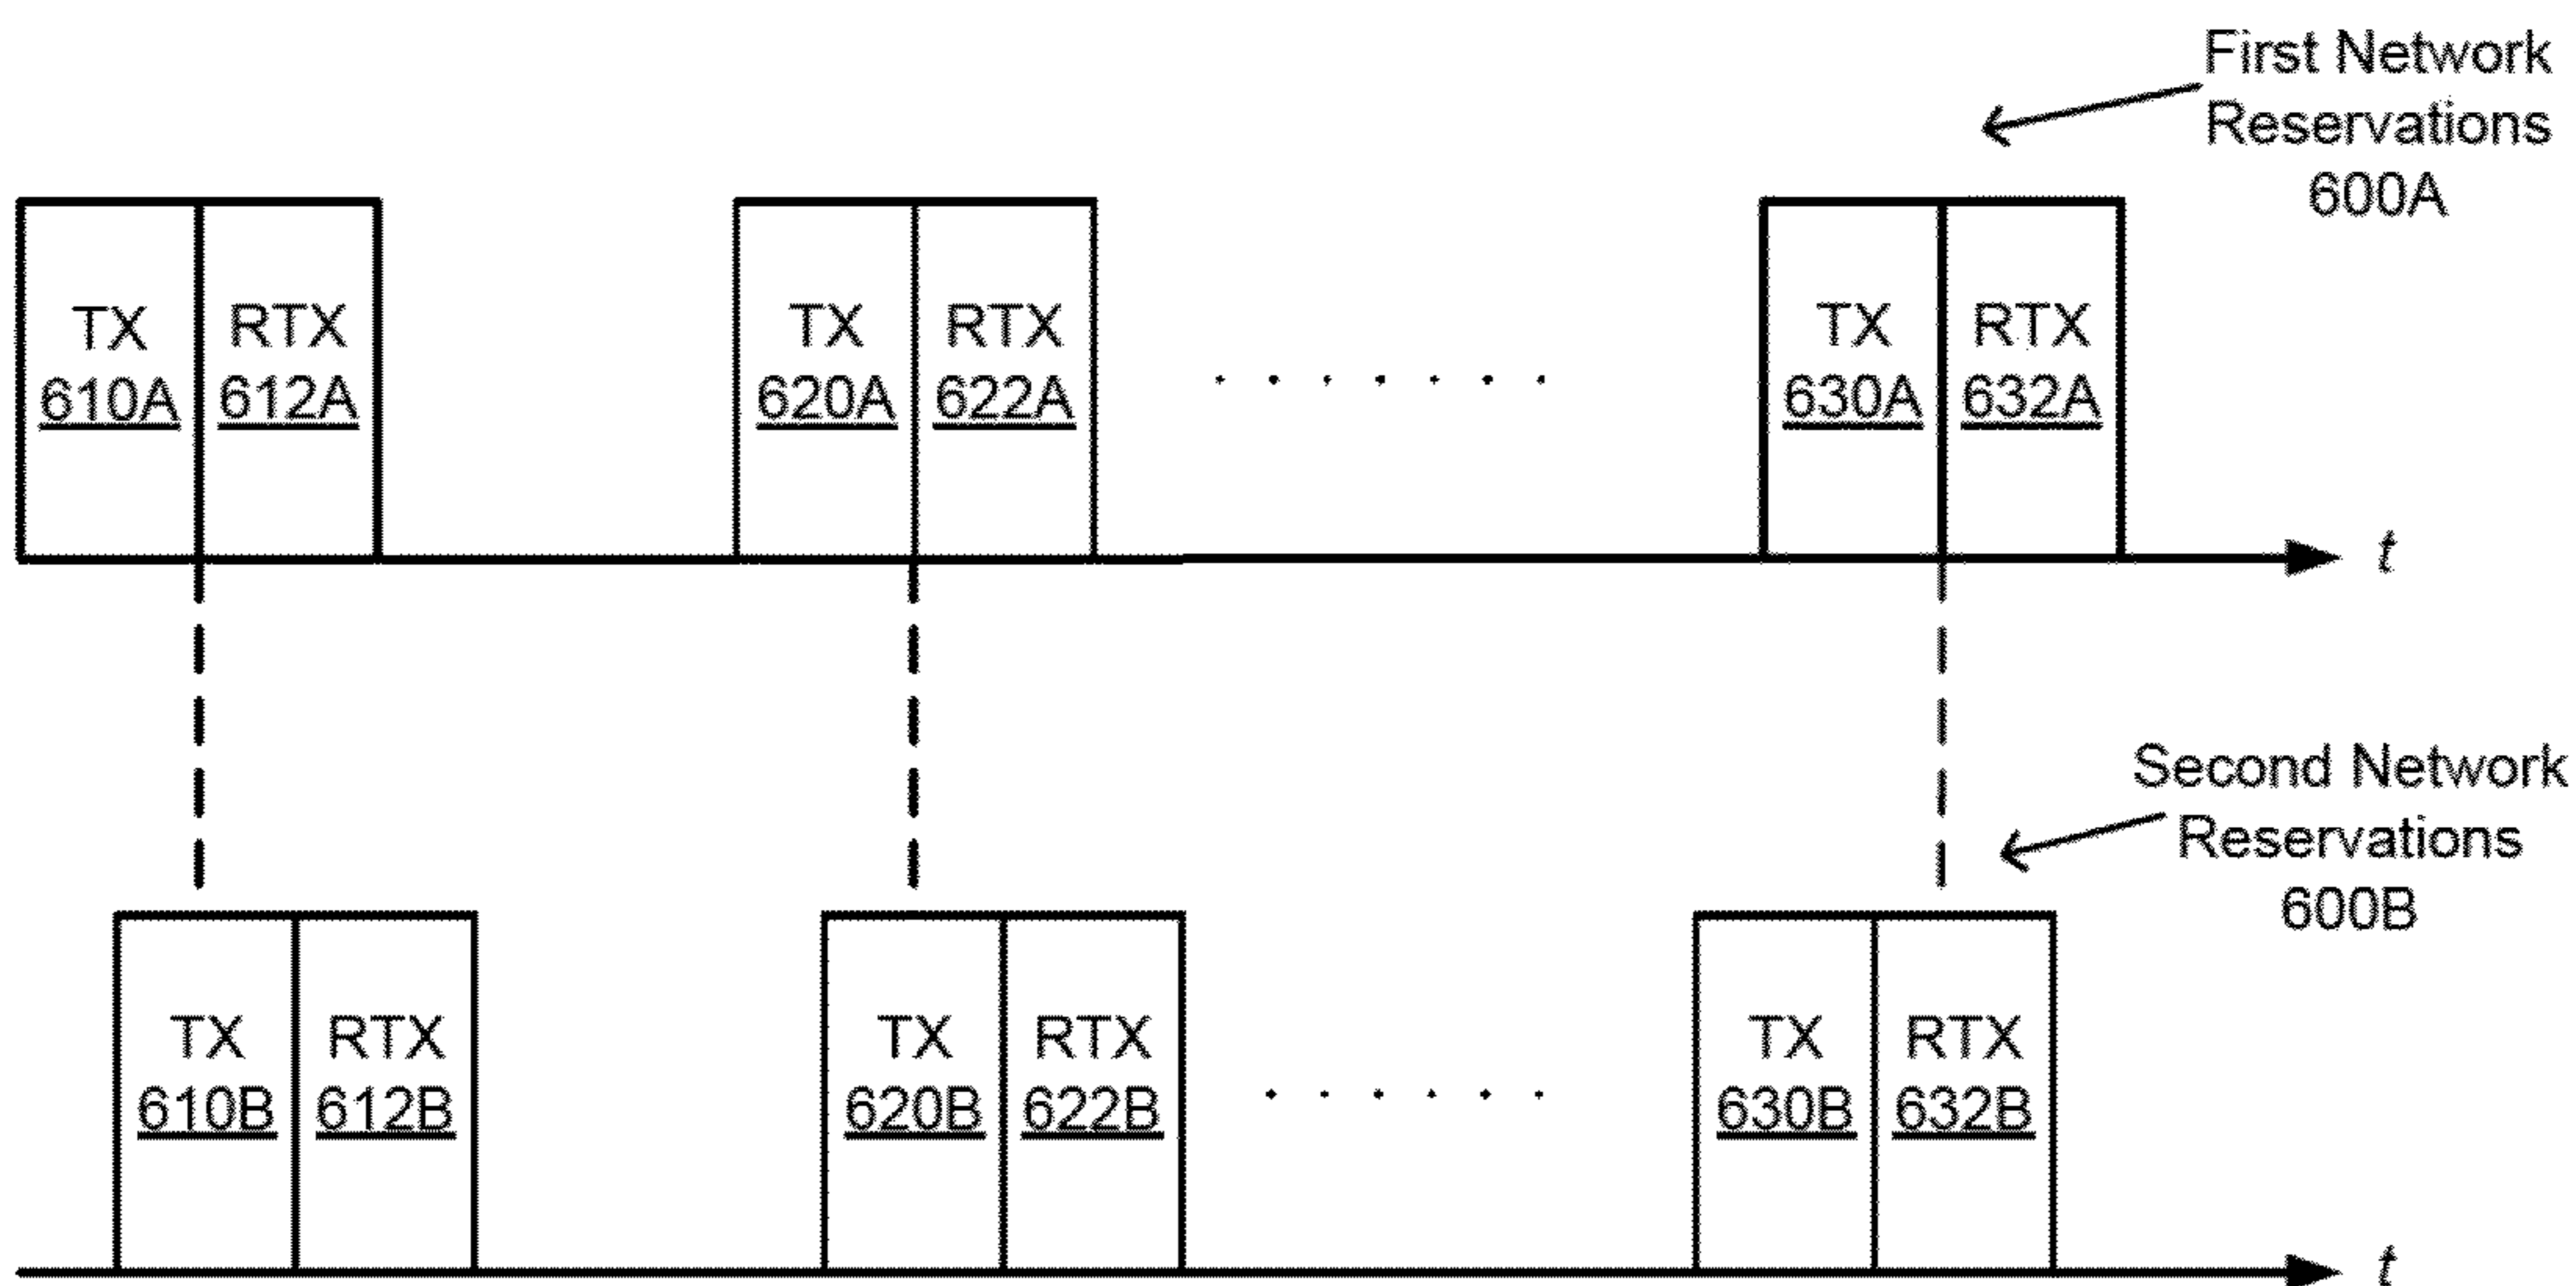 First Network
Reservations
600A
TX RTX TX RTX TX RTX
610A 612A 620A 622A 630A 632A
t
Second Network
Reservations
600B
TX RTX TX RTX TX RTX
610B 612B 620B 622B 630B 632B
t